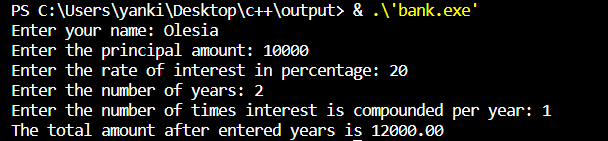 PS C:\Users\yanki\Desktop\c++\output> & .\'bank.exe'
Enter your name: Olesia
Enter the principal amount: 10000
Enter the rate of interest in percentage: 20
Enter the number of years: 2
Enter the number of times interest is compounded per year: 1
The total amount after entered years is 12000.00